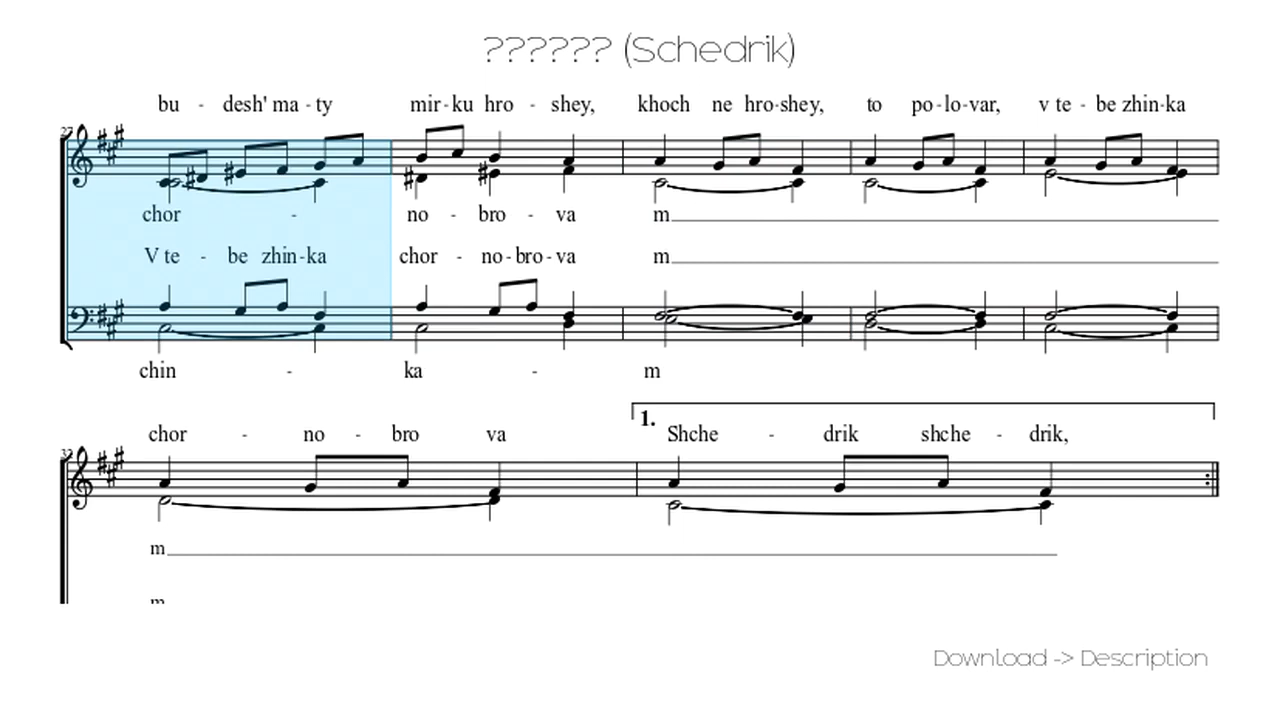 ?????? (Schedrik)
bu - desh' ma - ty mir - ku hro - shey, khoch ne hro - shey, to po - lo - var, v te - be zhin - ka
27
chor - no - bro - va m
V te - be zhin - ka chor - no - bro - va m
chin - ka - m
1.
chor - no - bro va Shche - drik shche - drik,
32
m
m
Download -> Description